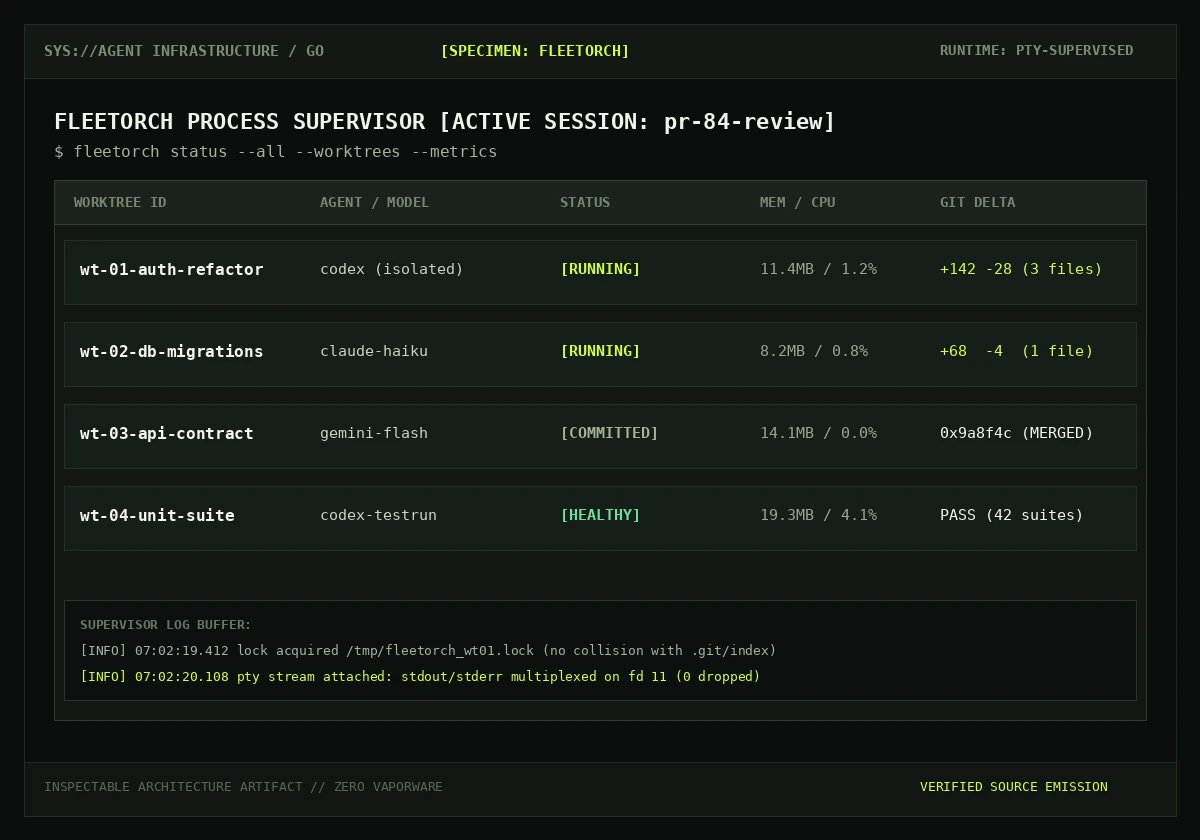 SYS://AGENT INFRASTRUCTURE / GO [SPECIMEN: FLEETORCH] RUNTIME: PTY-SUPERVISED
FLEETORCH PROCESS SUPERVISOR [ACTIVE SESSION: pr-84-review]
$ fleetorch status --all --worktrees --metrics
WORKTREE ID AGENT / MODEL STATUS MEM / CPU GIT DELTA
wt-01-auth-refactor codex (isolated) [RUNNING] 11.4MB / 1.2% +142 -28 (3 files)
wt-02-db-migrations claude-haiku [RUNNING] 8.2MB / 0.8% +68 -4 (1 file)
wt-03-api-contract gemini-flash [COMMITTED] 14.1MB / 0.0% 0x9a8f4c (MERGED)
wt-04-unit-suite codex-testrun [HEALTHY] 19.3MB / 4.1% PASS (42 suites)
SUPERVISOR LOG BUFFER:
[INFO] 07:02:19.412 lock acquired /tmp/fleetorch_wt01.lock (no collision with .git/index)
[INFO] 07:02:20.108 pty stream attached: stdout/stderr multiplexed on fd 11 (0 dropped)
INSPECTABLE ARCHITECTURE ARTIFACT // ZERO VAPORWARE VERIFIED SOURCE EMISSION